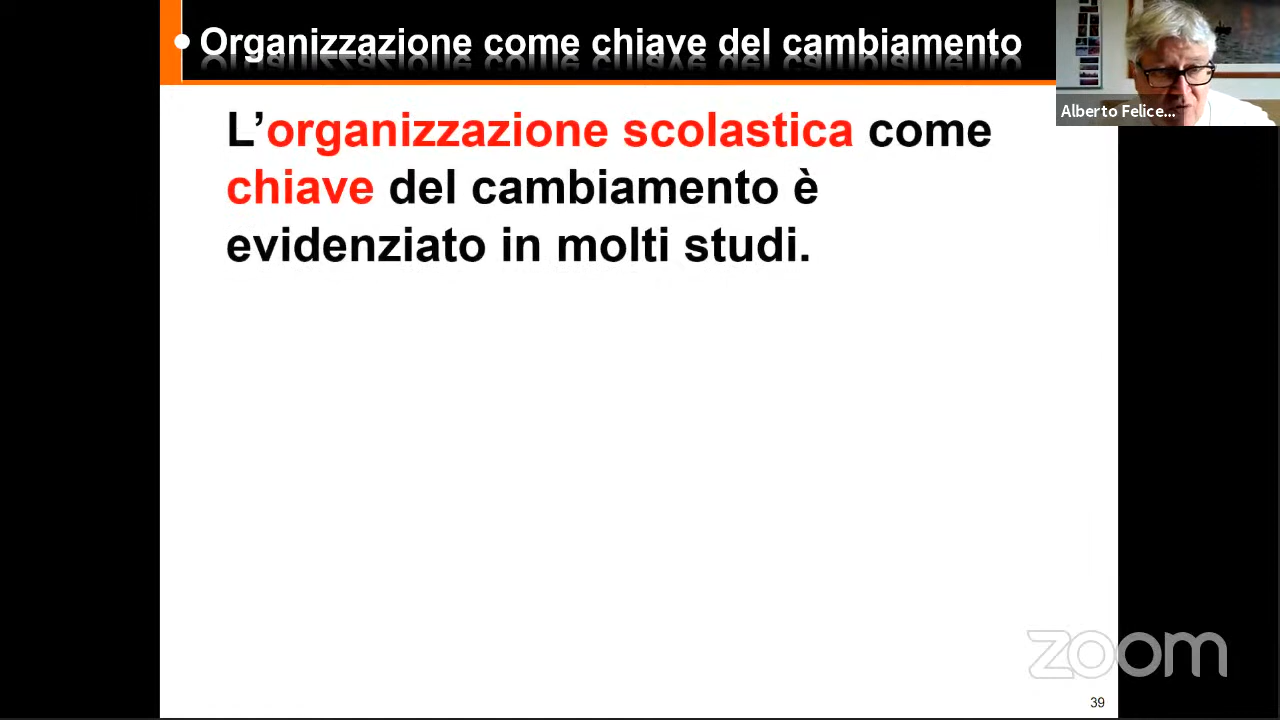 • Organizzazione come chiave del cambiamento
Alberto Felice...
L’organizzazione scolastica come
chiave del cambiamento è
evidenziato in molti studi.
zoom
39